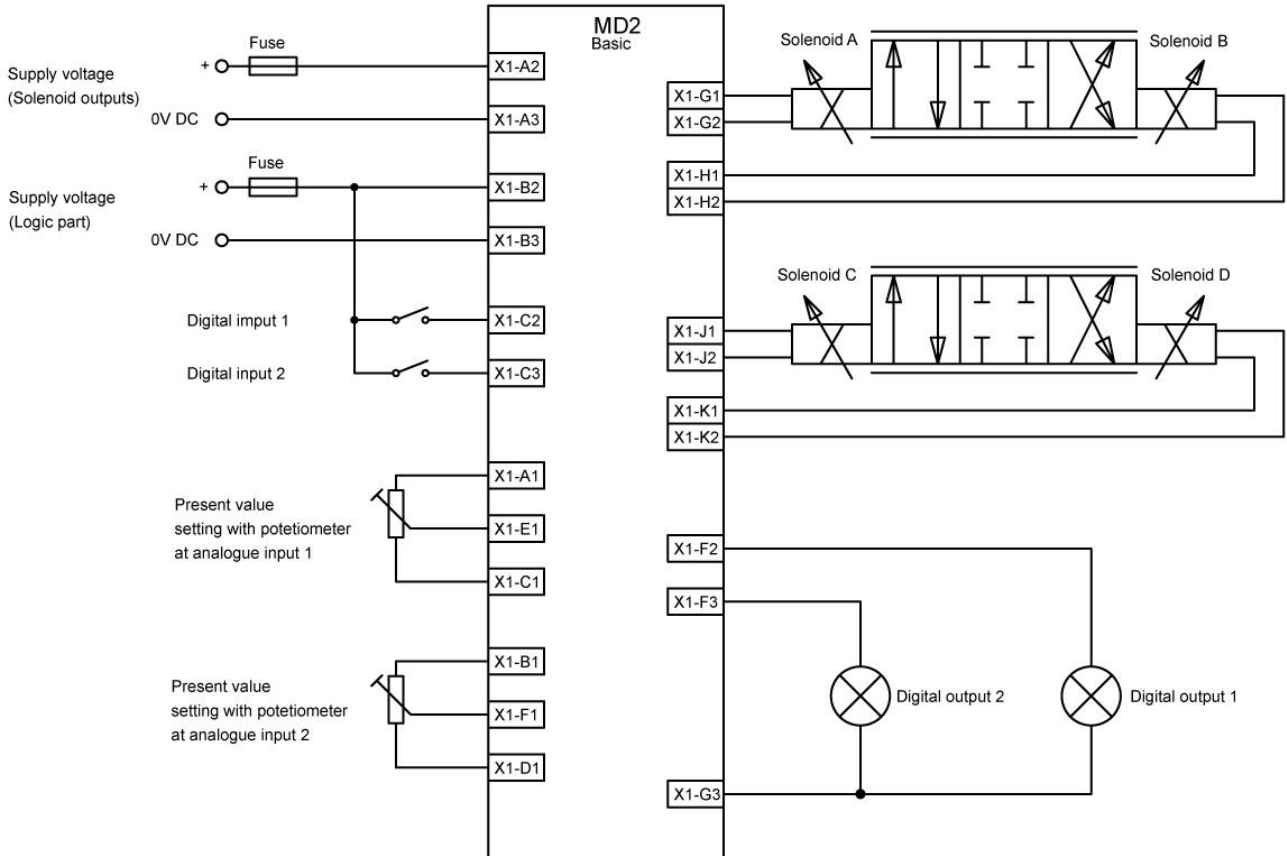 MD2
Basic
Fuse
Supply voltage
(Solenoid outputs)
+
X1-A2
0V DC
X1-A3
Fuse
Supply voltage
(Logic part)
+
X1-B2
0V DC
X1-B3
Digital imput 1
X1-C2
Digital input 2
X1-C3
Present value
setting with potetiometer
at analogue input 1
X1-A1
X1-E1
X1-C1
Present value
setting with potetiometer
at analogue input 2
X1-B1
X1-F1
X1-D1
Solenoid A
Solenoid B
X1-G1
X1-G2
X1-H1
X1-H2
Solenoid C
Solenoid D
X1-J1
X1-J2
X1-K1
X1-K2
X1-F2
X1-F3
Digital output 2
Digital output 1
X1-G3